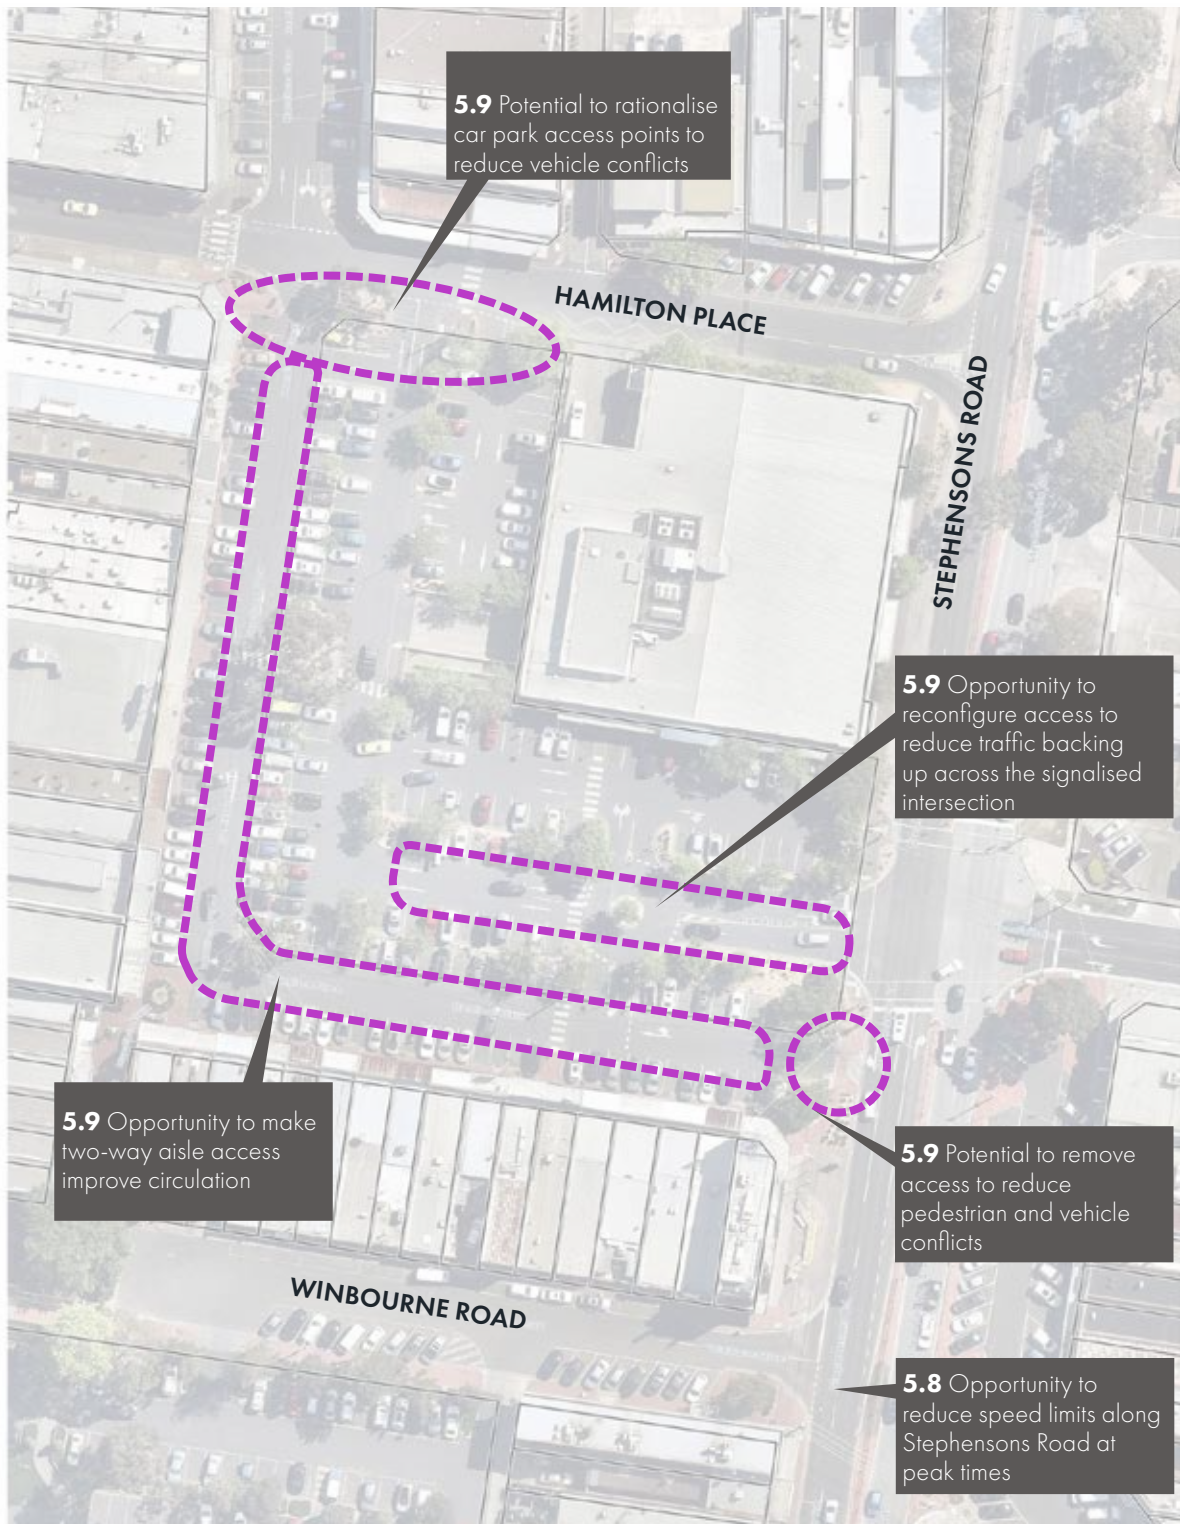 5.9 Potential to rationalise
car park access points to
reduce vehicle conflicts
HAMILTON PLACE
STEPHENSONS ROAD
5.9 Opportunity to
reconfigure access to
reduce traffic backing
up across the signalised
intersection
5.9 Opportunity to make
two-way aisle access
improve circulation
5.9 Potential to remove
access to reduce
pedestrian and vehicle
conflicts
WINBOURNE ROAD
5.8 Opportunity to
reduce speed limits along
Stephensons Road at
peak times